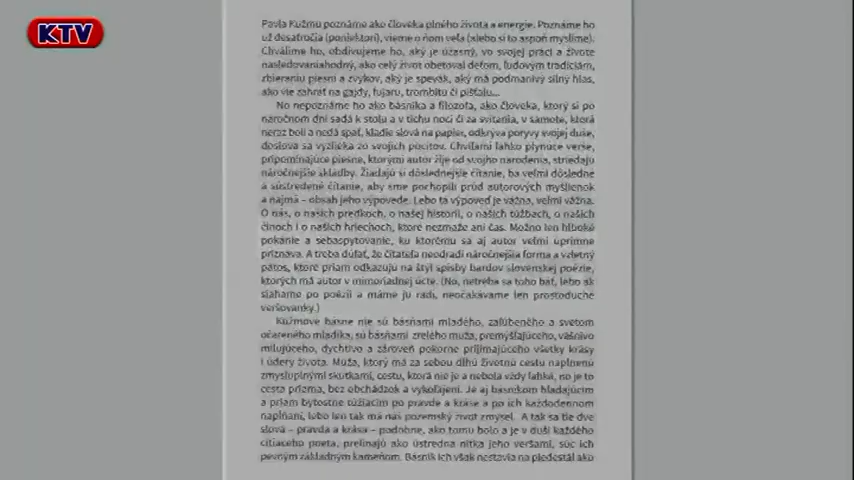 KTV
Pavla Kužmu poznáme ako človeka plného života a energie. Poznáme ho
už desaťročia (poniektorí), vieme o ňom veľa (alebo si to aspoň myslíme).
Chválime ho, obdivujeme ho, aký je úžasný, vo svojej práci a živote
nasledovaniahodný, ako celý život obetoval deťom, ľudovým tradíciám,
zbieraniu piesní a zvykov, aký je spevák, aký má podmanivý silný hlas,
ako vie zahrať na gajdy, fujaru, trombitu či píšťalu...
No nepoznáme ho ako básnika a filozofa, ako človeka, ktorý si po
náročnom dni sadá k stolu a v tichu noci či za svitania, v samote, ktorá
neraz bolí a nedá spať, kladie slová na papier, odkrýva poryvy svojej duše,
doslova sa vyzlieka zo svojich pocitov. Chvíľami ľahko plynúce verše,
pripomínajúce piesne, ktorými autor žije od svojho narodenia, striedajú
náročnejšie skladby. Žiadajú si dôslednejšie čítanie, ba veľmi dôsledné
a sústredené čítanie, aby sme pochopili prúd autorových myšlienok
a najmä – obsah jeho výpovede. Lebo tá výpoveď je vážna, veľmi vážna.
O nás, o našich predkoch, o našej histórii, o našich túžbach, o našich
činoch i o našich hriechoch, ktoré nezmaže ani čas. Možno len hlboké
pokánie a sebaspytovanie, ku ktorému sa aj autor veľmi úprimne
priznáva. A treba dúfať, že čitateľa neodradí náročnejšia forma a vzletný
pátos, ktoré priam odkazujú na štýl spisby bardov slovenskej poézie,
ktorých má autor v mimoriadnej úcte. (No, netreba sa toho báť, lebo ak
siahame po poézii a máme ju radi, neočakávame len prostoduché
veršovanky.)
Kužmove básne nie sú básňami mladého, zaľúbeného a svetom
očareného mladíka, sú básňami zrelého muža, premýšľajúceho, vášnivo
milujúceho, dychtivo a zároveň pokorne prijímajúceho všetky krásy
i údery života. Muža, ktorý má za sebou dlhú životnú cestu naplnenú
zmysluplnými skutkami, cestu, ktorá nie je a nebola vždy ľahká, no je to
cesta priama, bez obchádzok a vykoľajení. Je aj básnikom hľadajúcim
a priam bytostne túžiacim po pravde a kráse a po ich každodennom
napĺňaní, lebo len tak má náš pozemský život zmysel. A tak sa tie dve
slová – pravda a krása – podobne, ako tomu bolo a je v duši každého
cítiaceho poeta, prelínajú ako ústredná nitka jeho veršami, súc ich
pevným základným kameňom. Básnik ich však nestavia na piedestál ako